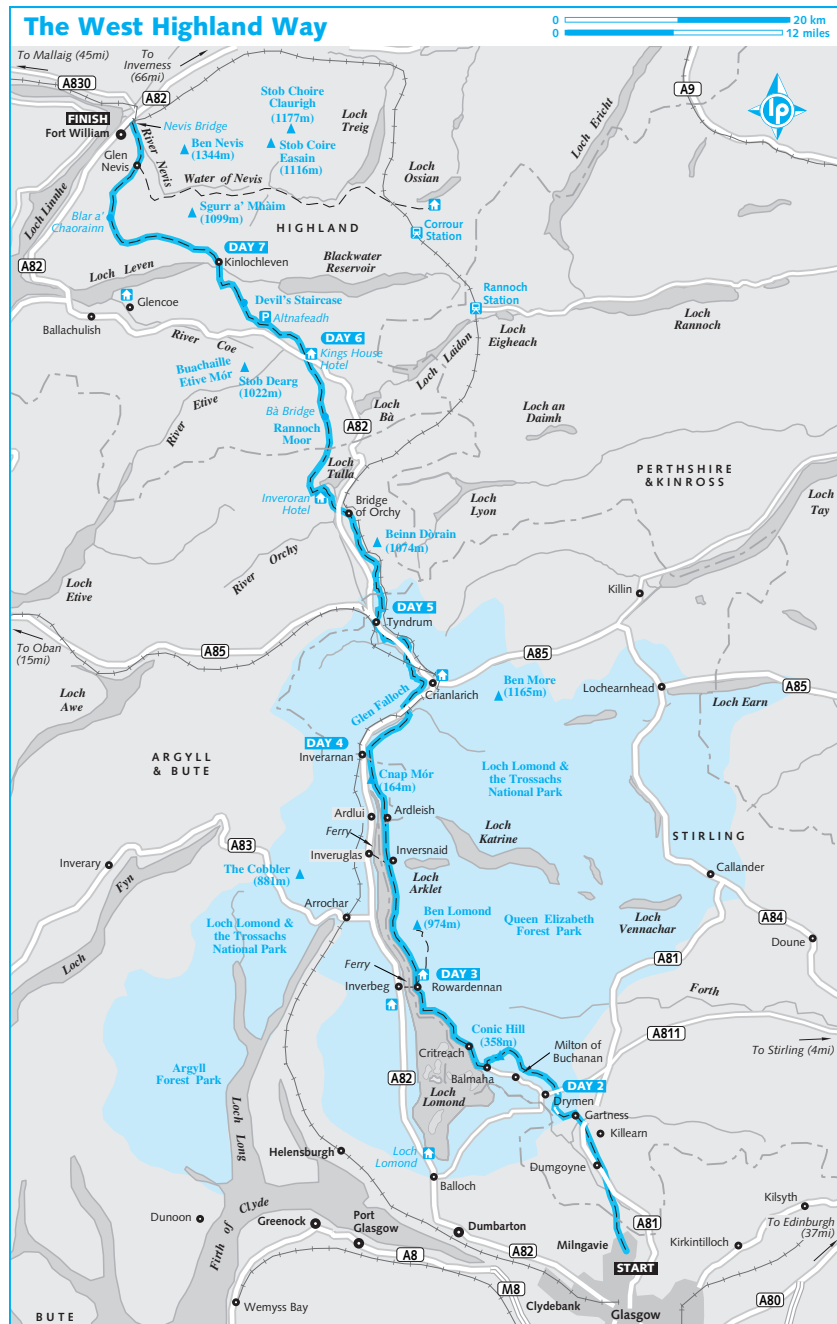 The West Highland Way
0 20 km
0 12 miles
To Mallaig (45mi)
To
Inverness
(66mi)
A830
A82
A9
lp
FINISH
Fort William
Nevis Bridge
Stob Choire
Claurigh
(1177m)
Loch
Treig
Loch Ericht
River Nevis
Ben Nevis
(1344m)
Stob Coire
Easain
(1116m)
Glen
Nevis
Water of Nevis
Loch
Ossian
Loch Linnhe
Sgurr a' Mhàim
(1099m)
Blar a'
Chaorainn
HIGHLAND
Corrour
Station
DAY 7
Kinlochleven
Blackwater
Reservoir
A82
Loch Leven
Rannoch
Station
Glencoe
Devil's Staircase
P
Altnafeadh
Ballachulish
River Coe
DAY 6
Kings House
Hotel
Loch
Eigheach
Loch
Rannoch
Loch Laidon
Buachaille
Etive Mór
Stob Dearg
(1022m)
River Etive
Bà Bridge
Loch
Bà
Rannoch
Moor
A82
Loch an
Daimh
Loch
Tulla
PERTHSHIRE
& KINROSS
Inveroran
Hotel
Bridge
of Orchy
Loch
Lyon
Loch
Tay
Beinn Dòrain
(1074m)
River Orchy
Loch
Etive
Killin
DAY 5
Tyndrum
To Oban
(15mi)
A85
A85
Crianlarich
Ben More
(1165m)
Lochearnhead
A85
Loch Earn
Loch
Awe
Glen Falloch
DAY 4
Inverarnan
ARGYLL
& BUTE
Cnap Mór
(164m)
Loch Lomond &
the Trossachs
National Park
Ardlui
Ardleish
Loch
Katrine
STIRLING
A83
Ferry
Inveruglas
Inversnaid
Inverary
Loch Fyn
The Cobbler
(881m)
Loch
Arklet
Callander
Arrochar
Ben Lomond
(974m)
Queen Elizabeth
Forest Park
Loch
Vennachar
A84
Loch Lomond &
the Trossachs
National Park
Doune
A81
Ferry
DAY 3
Inverbeg
Rowardennan
Forth
Conic Hill
(358m)
A811
Milton of
Buchanan
To Stirling (4mi)
Critreach
Argyll
Forest Park
A82
Balmaha
DAY 2
Loch
Lomond
Drymen
Gartness
Loch Long
Killearn
Helensburgh
Loch
Lomond
Dumgoyne
Balloch
Kilsyth
Dunoon
Firth of Clyde
Greenock
Port
Glasgow
Dumbarton
A81
To Edinburgh
(37mi)
Milngavie
Kirkintilloch
A8
A82
START
M8
A80
Wemyss Bay
Clydebank
Glasgow
BUTE